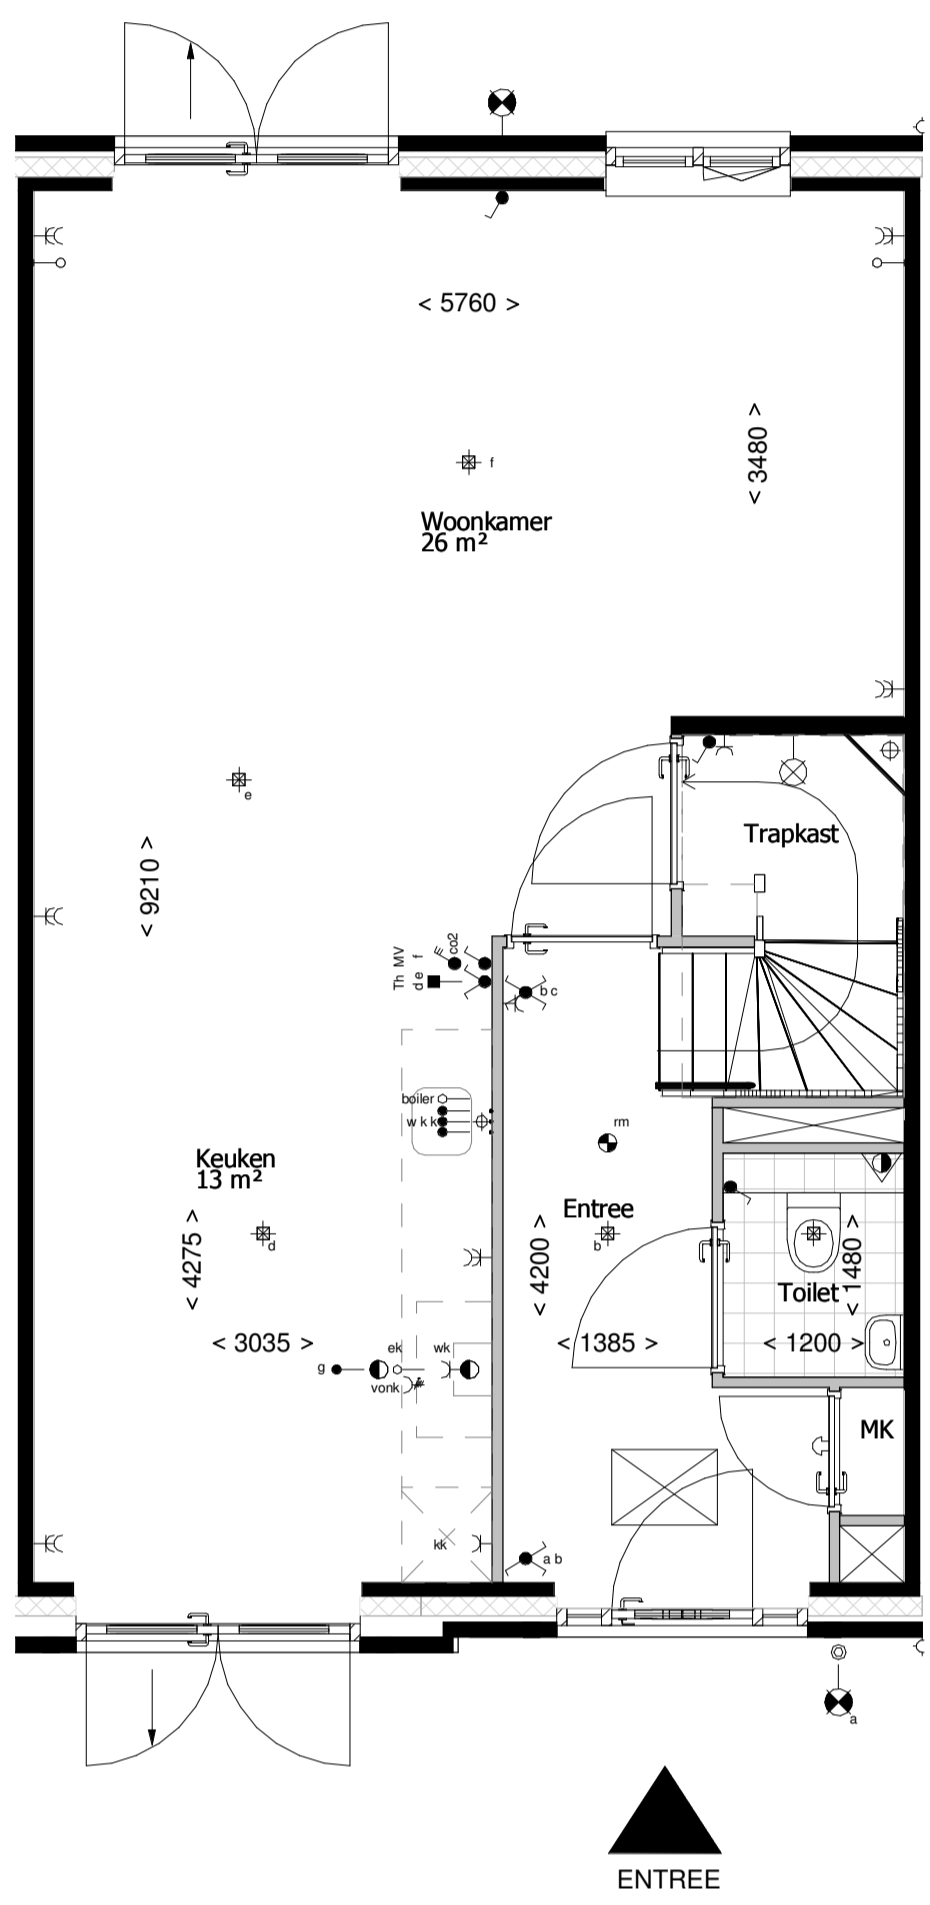 < 5760 >
< 3480 >
f
Woonkamer
26 m²
e
Trapkast
< 9210 >
Th MV
d e f
co2
b c
boiler
w k k
rm
Keuken
13 m²
d
Entree
b
< 4275 >
< 4200 >
< 1480 >
Toilet
< 3035 >
< 1385 >
< 1200 >
g
ek
wk
vonk
MK
kk
a b
a
ENTREE